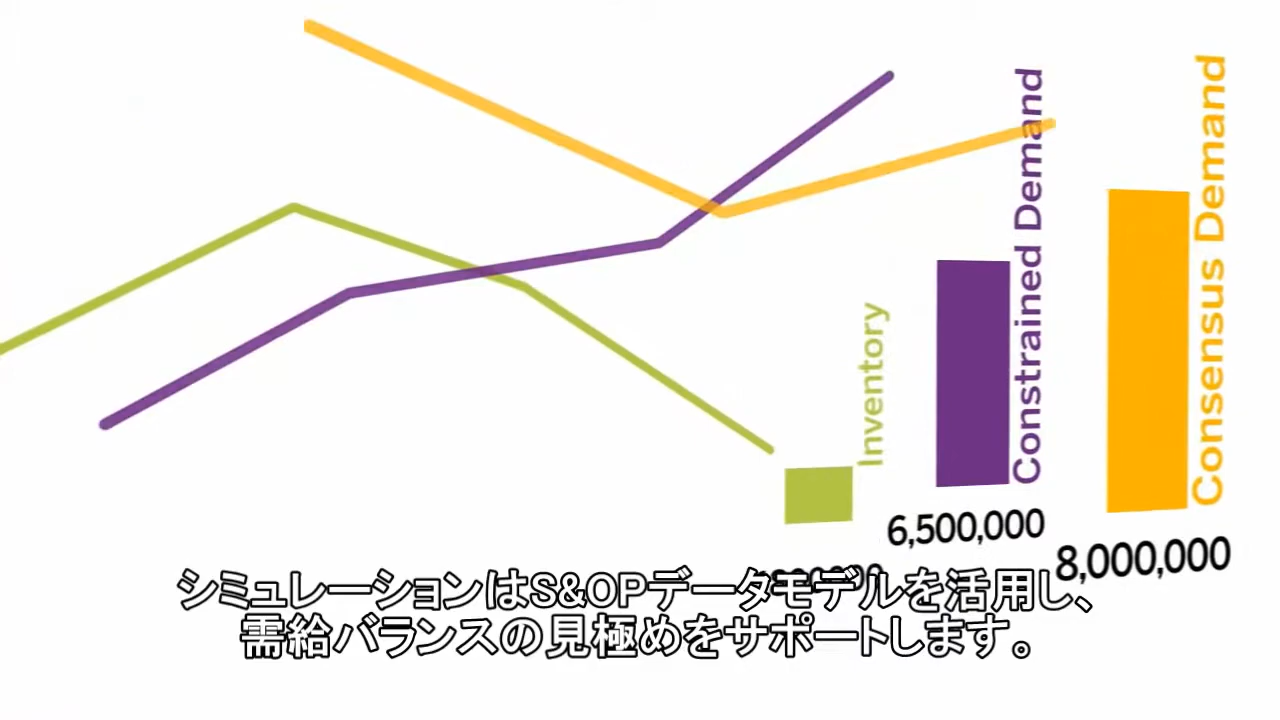 Inventory
Constrained Demand
Consensus Demand
6,500,000
8,000,000
シミュレーションはS&OPデータモデルを活用し、
需給バランスの見極めをサポートします。